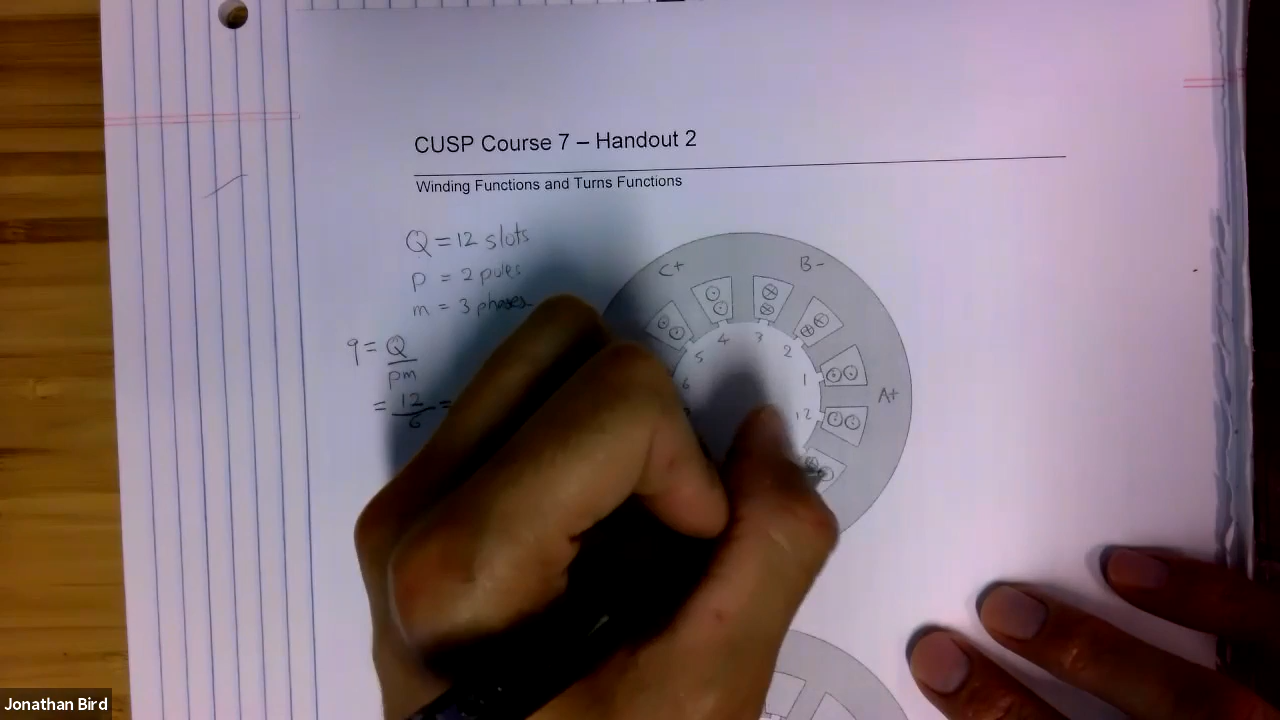 CUSP Course 7 – Handout 2
Winding Functions and Turns Functions
Q = 12 slots
p = 2 poles
m = 3 phases
q = Q
pm
= 12 =
6
C+
B-
A+
5
4
3
2
1
12
6
Jonathan Bird